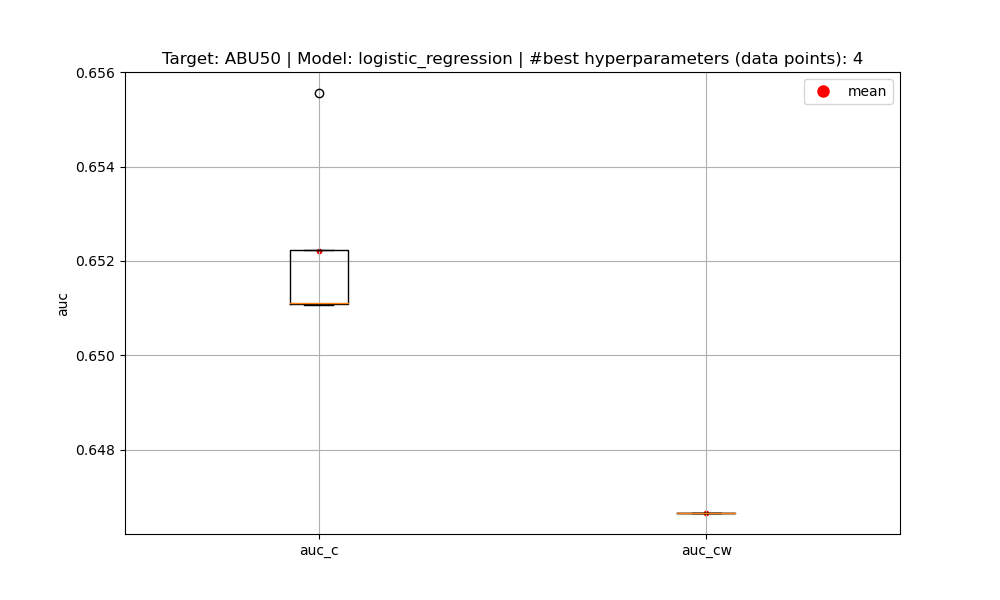 Target: ABU50 | Model: logistic_regression | #best hyperparameters (data points): 4
0.656
mean
0.654
0.652
auc
0.650
0.648
auc_c
auc_cw